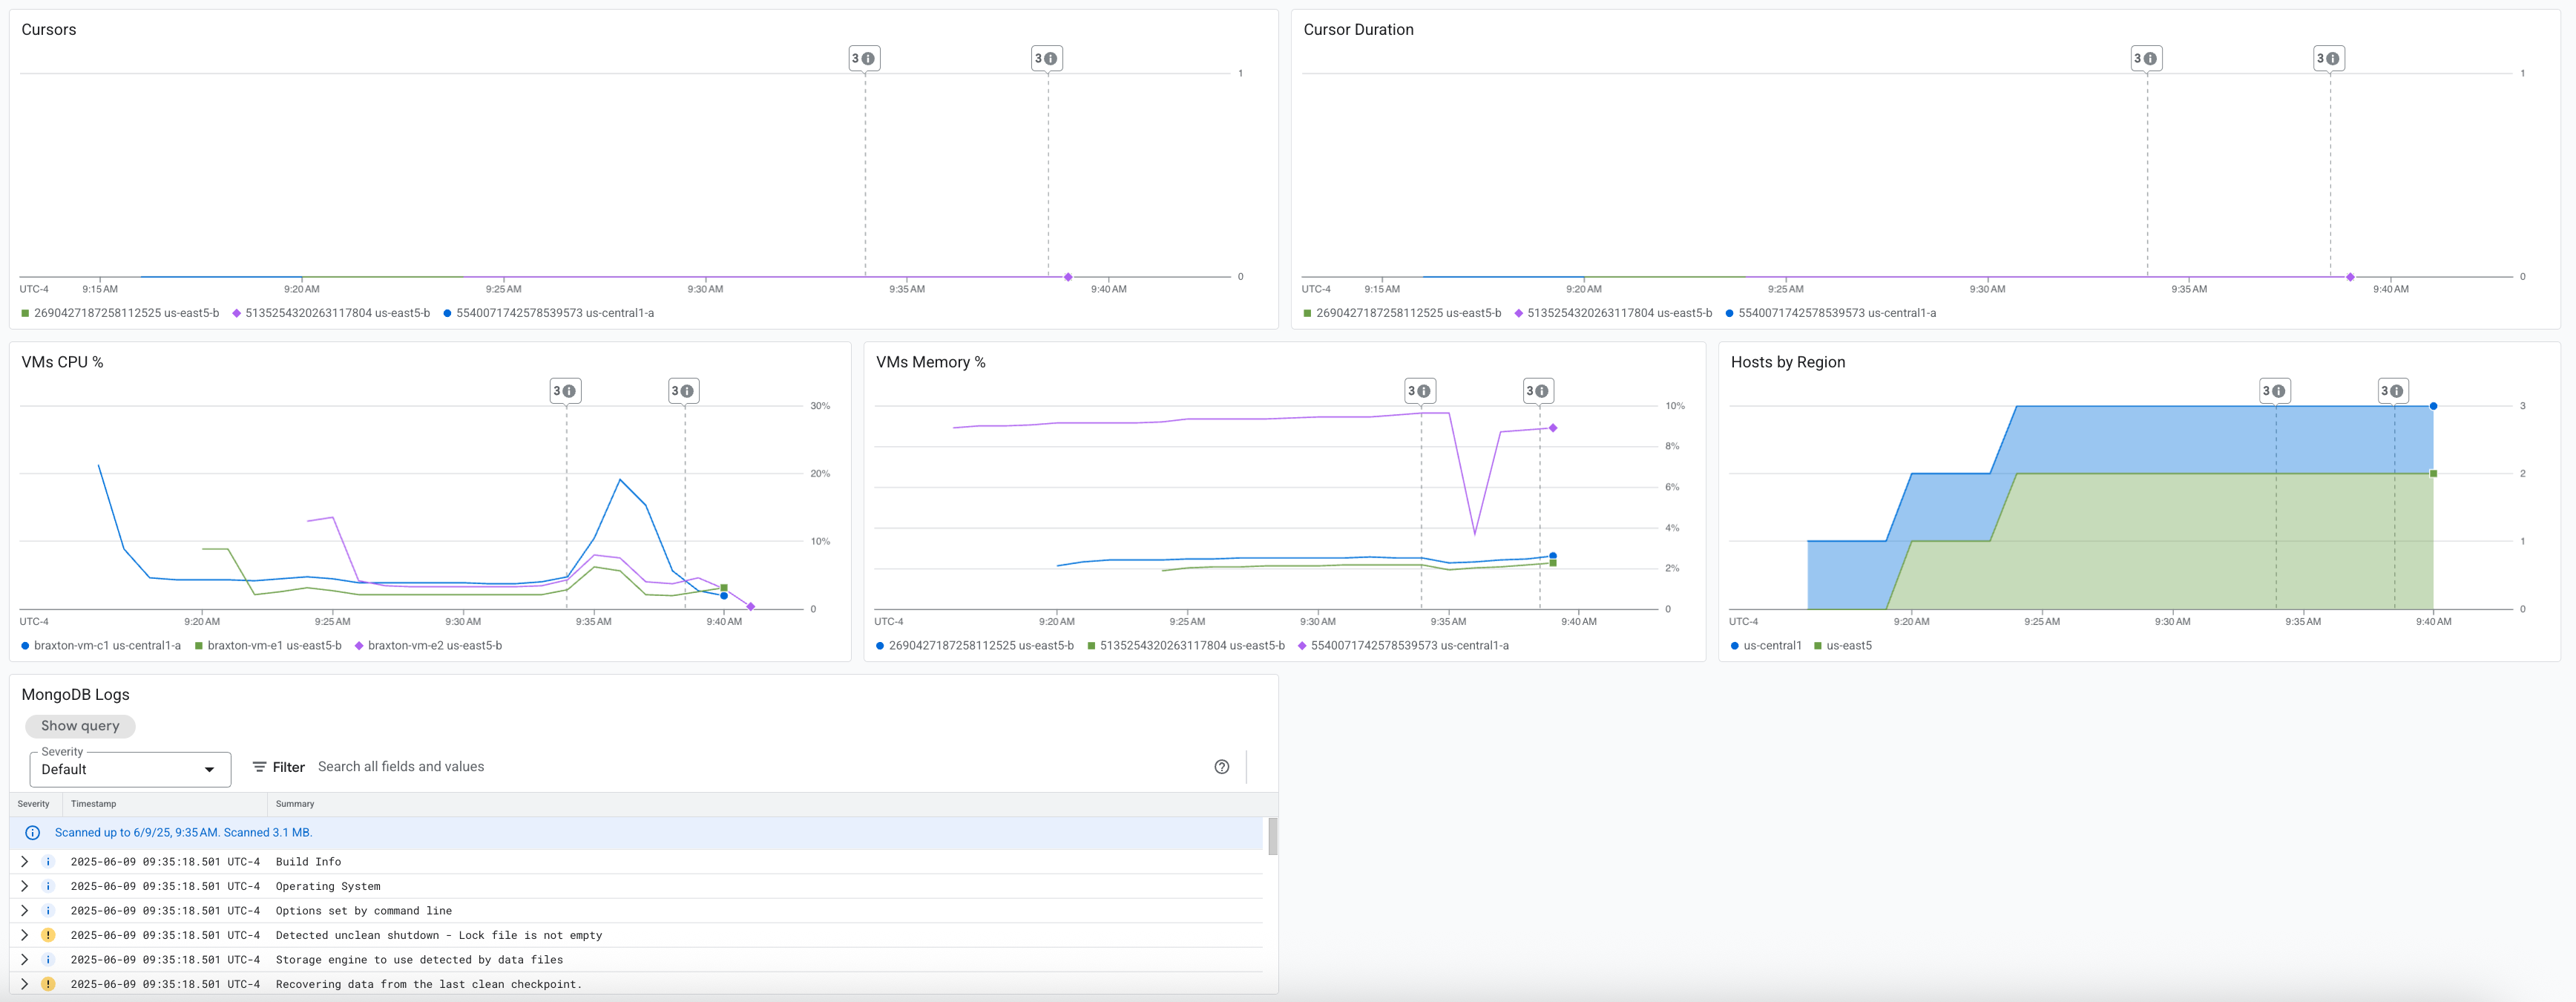 Cursors
3
3
1
0
UTC-4 9:15 AM 9:20 AM 9:25 AM 9:30 AM 9:35 AM 9:40 AM
2690427187258112525 us-east5-b 5135254320263117804 us-east5-b 5540071742578539573 us-central1-a
Cursor Duration
3
3
1
0
UTC-4 9:15 AM 9:20 AM 9:25 AM 9:30 AM 9:35 AM 9:40 AM
2690427187258112525 us-east5-b 5135254320263117804 us-east5-b 5540071742578539573 us-central1-a
VMs CPU %
3
3
30%
20%
10%
0
UTC-4 9:20 AM 9:25 AM 9:30 AM 9:35 AM 9:40 AM
braxton-vm-c1 us-central1-a braxton-vm-e1 us-east5-b braxton-vm-e2 us-east5-b
VMs Memory %
3
3
10%
8%
6%
4%
2%
0
UTC-4 9:20 AM 9:25 AM 9:30 AM 9:35 AM 9:40 AM
2690427187258112525 us-east5-b 5135254320263117804 us-east5-b 5540071742578539573 us-central1-a
Hosts by Region
3
3
3
2
1
0
UTC-4 9:20 AM 9:25 AM 9:30 AM 9:35 AM 9:40 AM
us-central1 us-east5
MongoDB Logs
Show query
Severity
Default
Filter Search all fields and values
Severity Timestamp Summary
Scanned up to 6/9/25, 9:35 AM. Scanned 3.1 MB.
2025-06-09 09:35:18.501 UTC-4 Build Info
2025-06-09 09:35:18.501 UTC-4 Operating System
2025-06-09 09:35:18.501 UTC-4 Options set by command line
2025-06-09 09:35:18.501 UTC-4 Detected unclean shutdown - Lock file is not empty
2025-06-09 09:35:18.501 UTC-4 Storage engine to use detected by data files
2025-06-09 09:35:18.501 UTC-4 Recovering data from the last clean checkpoint.